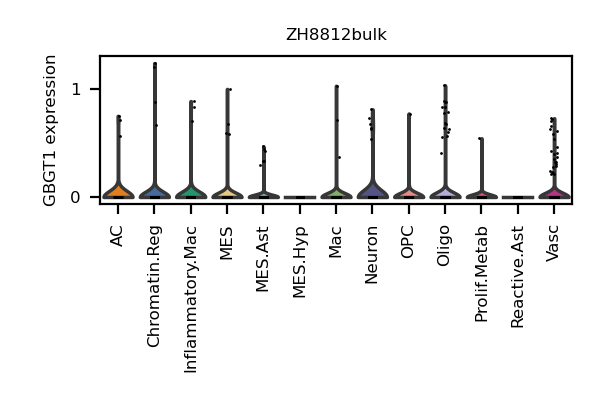 ZH8812bulk
GBGT1 expression
1
0
AC
Chromatin.Reg
Inflammatory.Mac
MES
MES.Ast
MES.Hyp
Mac
Neuron
OPC
Oligo
Prolif.Metab
Reactive.Ast
Vasc